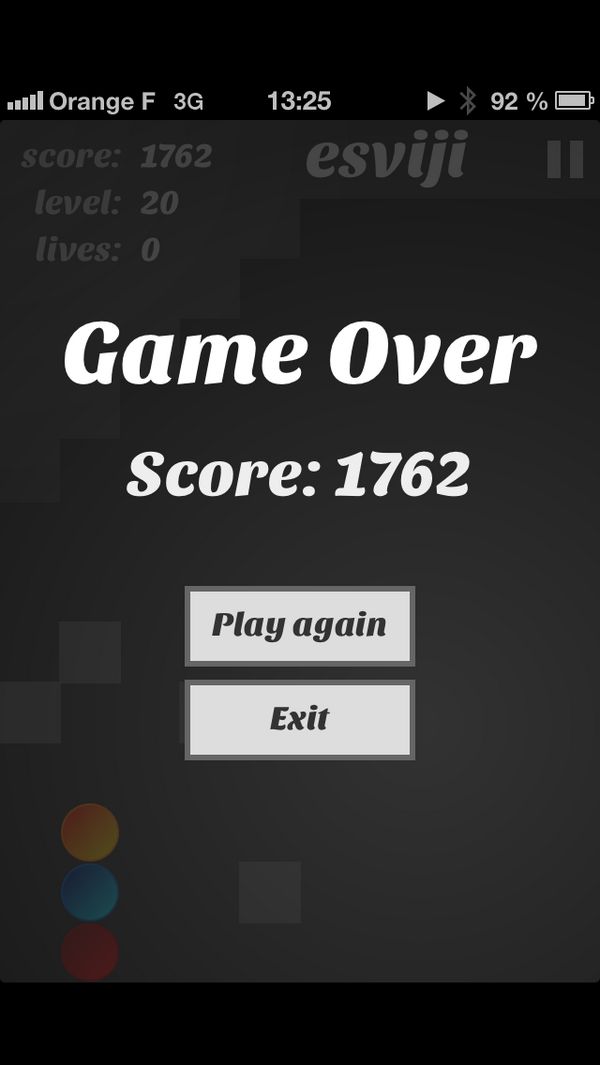 Orange F 3G 13:25 92 %
score: 1762
esviji
level: 20
lives: 0
Game Over
Score: 1762
Play again
Exit